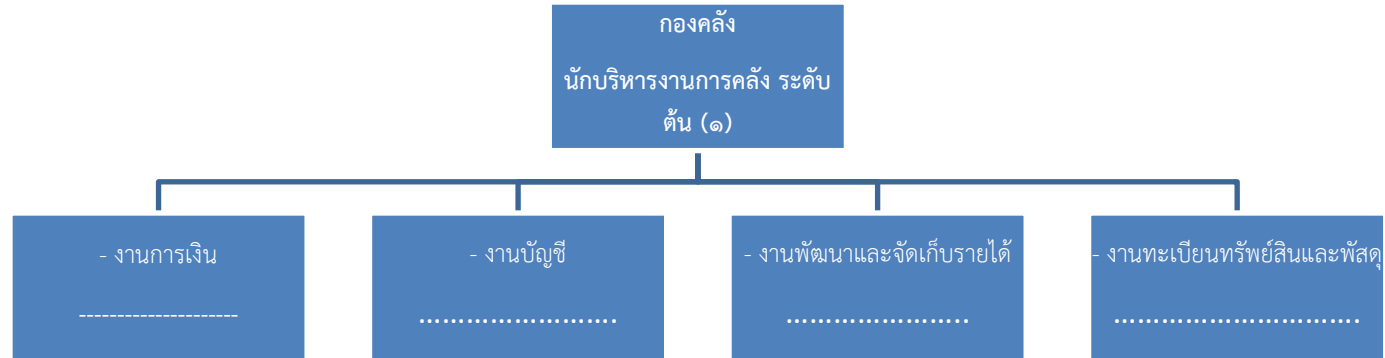 กองคลัง
นักบริหารงานการคลัง ระดับ
ต้น (๑)
- งานการเงิน
---------------------
- งานบัญชี
..........................
- งานพัฒนาและจัดเก็บรายได้
........................
- งานทะเบียนทรัพย์สินและพัสดุ
................................